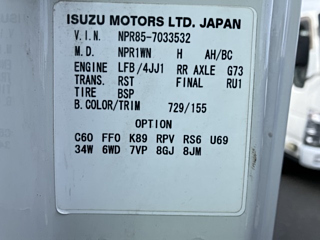 ISUZU MOTORS LTD. JAPAN
V.I.N. NPR85-7033532
M.D. NPR1WN H AH/BC
ENGINE LFB/4JJ1 RR AXLE G73
TRANS. RST FINAL RU1
TIRE BSP
B.COLOR/TRIM 729/155
OPTION
C60 FF0 K89 RPV RS6 U69
34W 6WD 7VP 8GJ 8JM